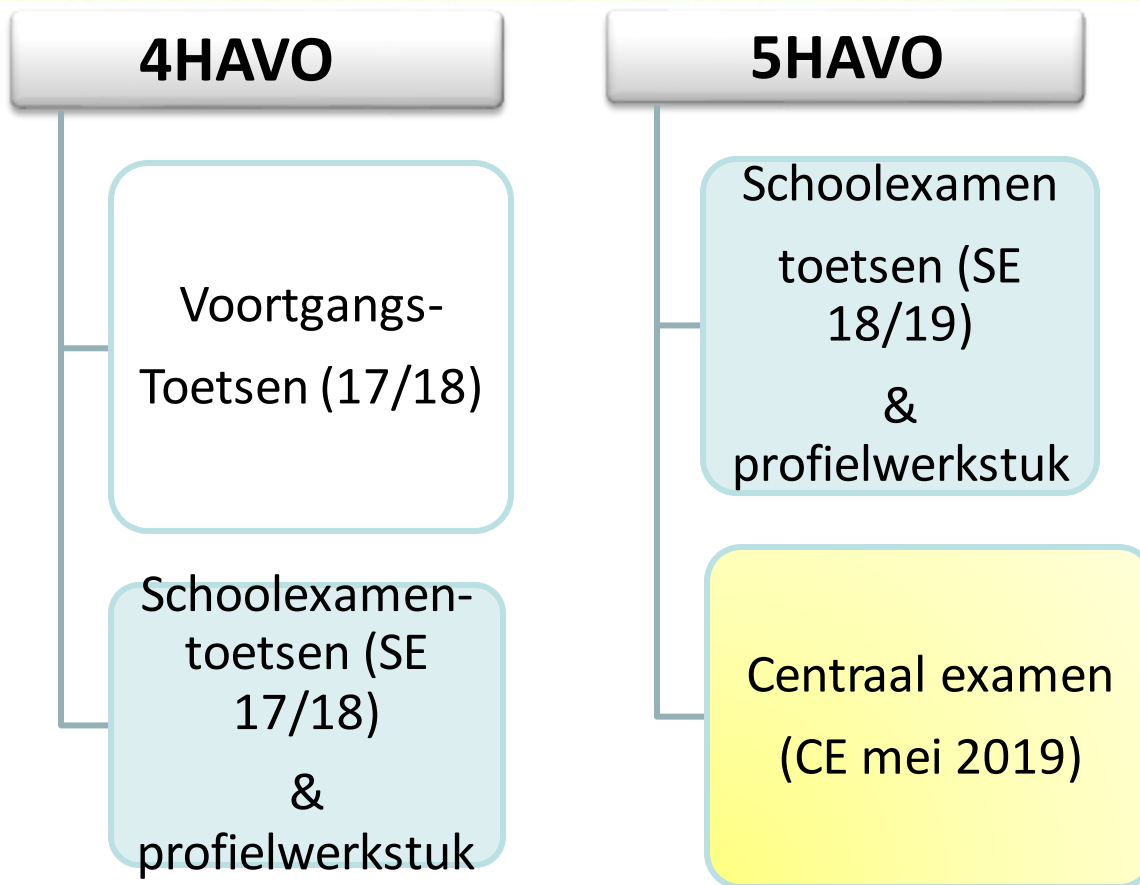 4HAVO
Voortgangs-
Toetsen (17/18)
Schoolexamen-
toetsen (SE
17/18)
&
profielwerkstuk
5HAVO
Schoolexamen
toetsen (SE
18/19)
&
profielwerkstuk
Centraal examen
(CE mei 2019)